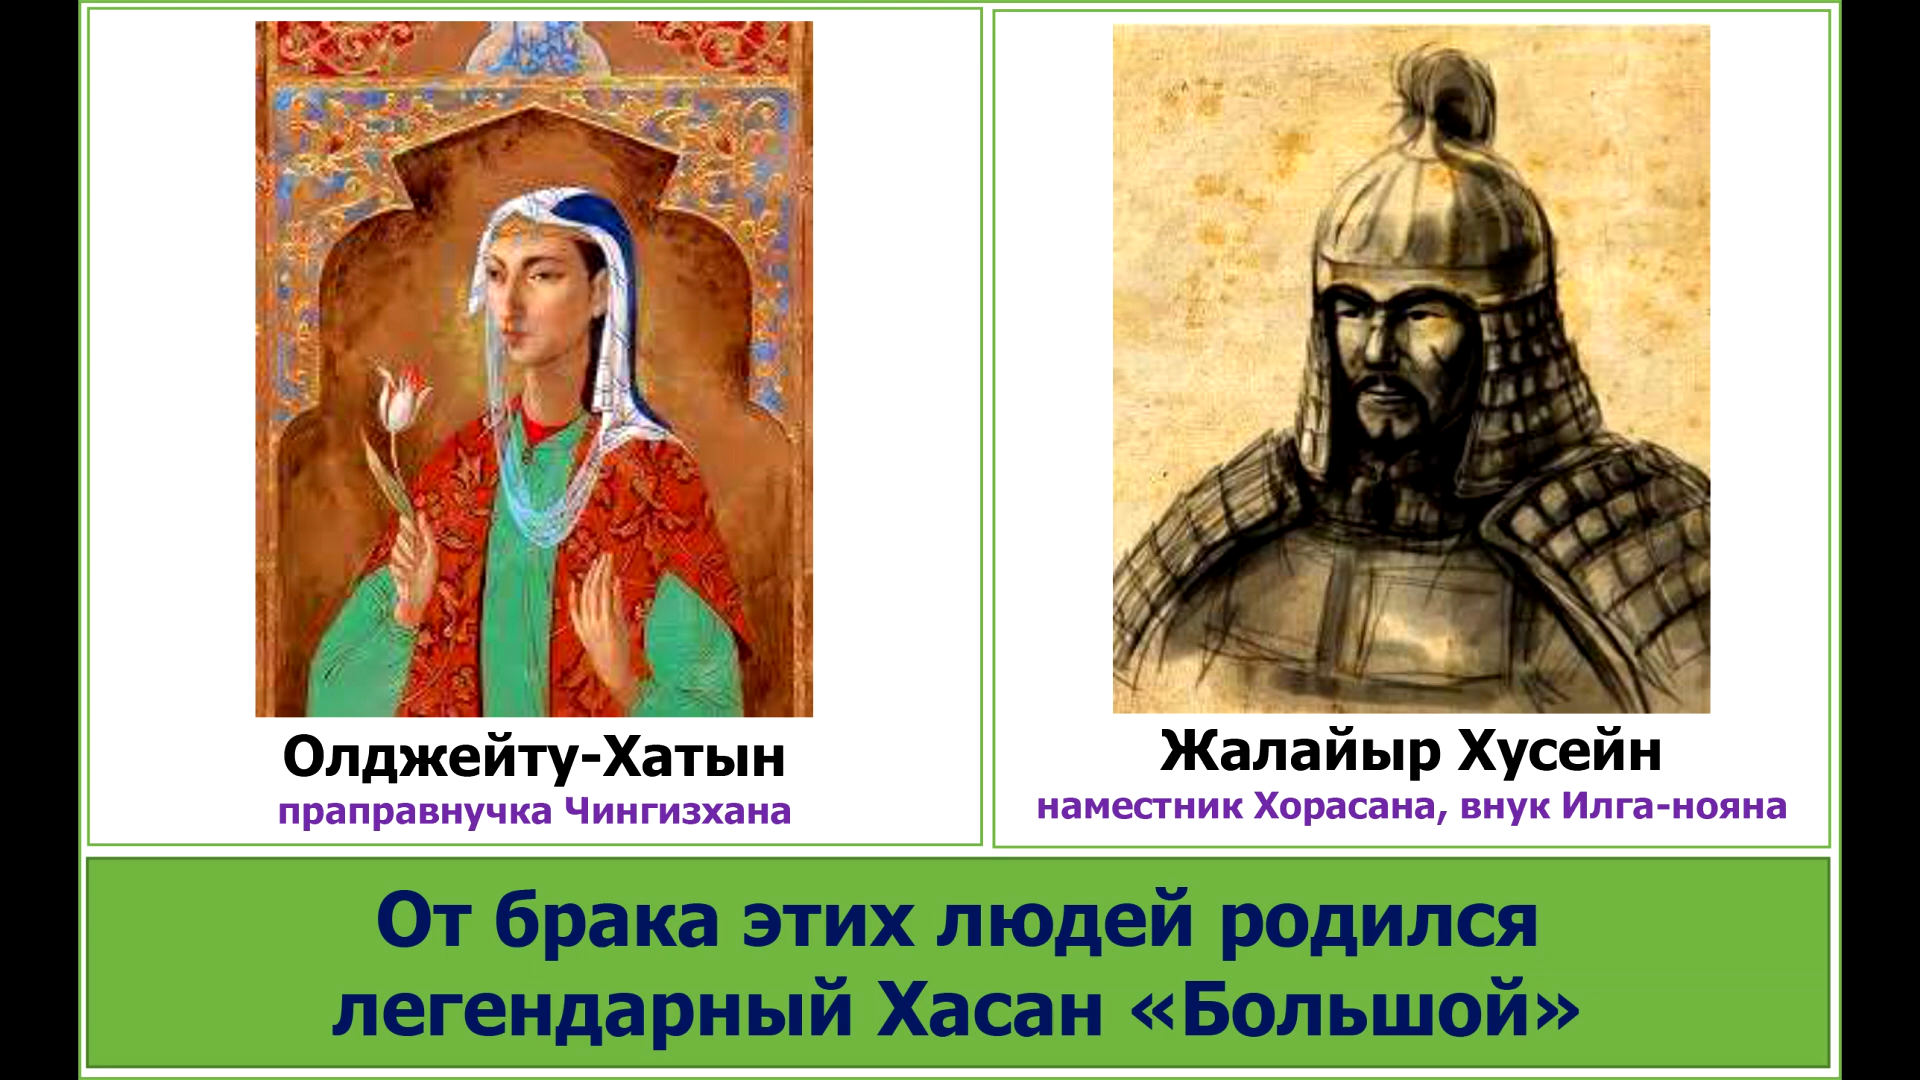 Олджейту-Хатын
праправнучка Чингизхана
Жалайыр Хусейн
наместник Хорасана, внук Илга-нояна
От брака этих людей родился
легендарный Хасан «Большой»